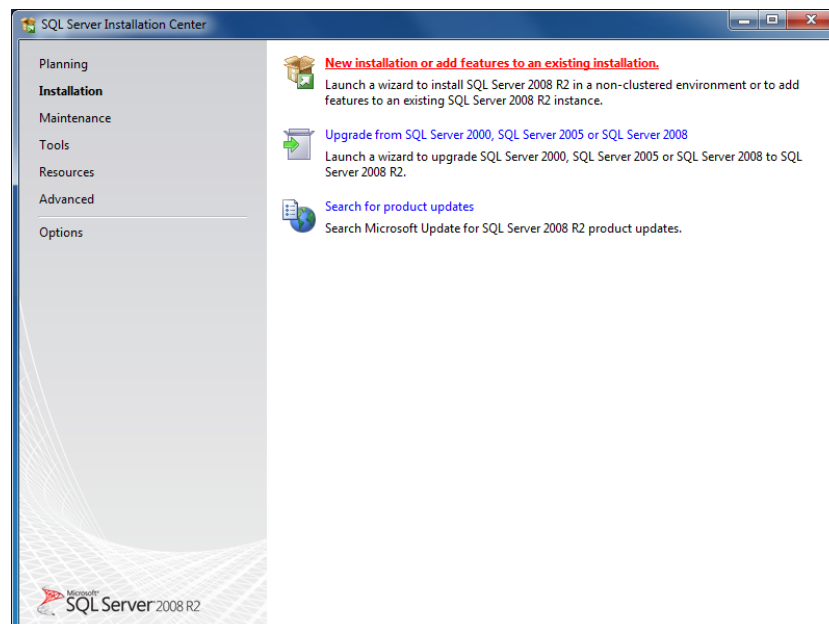 SQL Server Installation Center
Planning
Installation
Maintenance
Tools
Resources
Advanced
Options
New installation or add features to an existing installation.
Launch a wizard to install SQL Server 2008 R2 in a non-clustered environment or to add
features to an existing SQL Server 2008 R2 instance.
Upgrade from SQL Server 2000, SQL Server 2005 or SQL Server 2008
Launch a wizard to upgrade SQL Server 2000, SQL Server 2005 or SQL Server 2008 to SQL
Server 2008 R2.
Search for product updates
Search Microsoft Update for SQL Server 2008 R2 product updates.
Microsoft
SQL Server 2008 R2